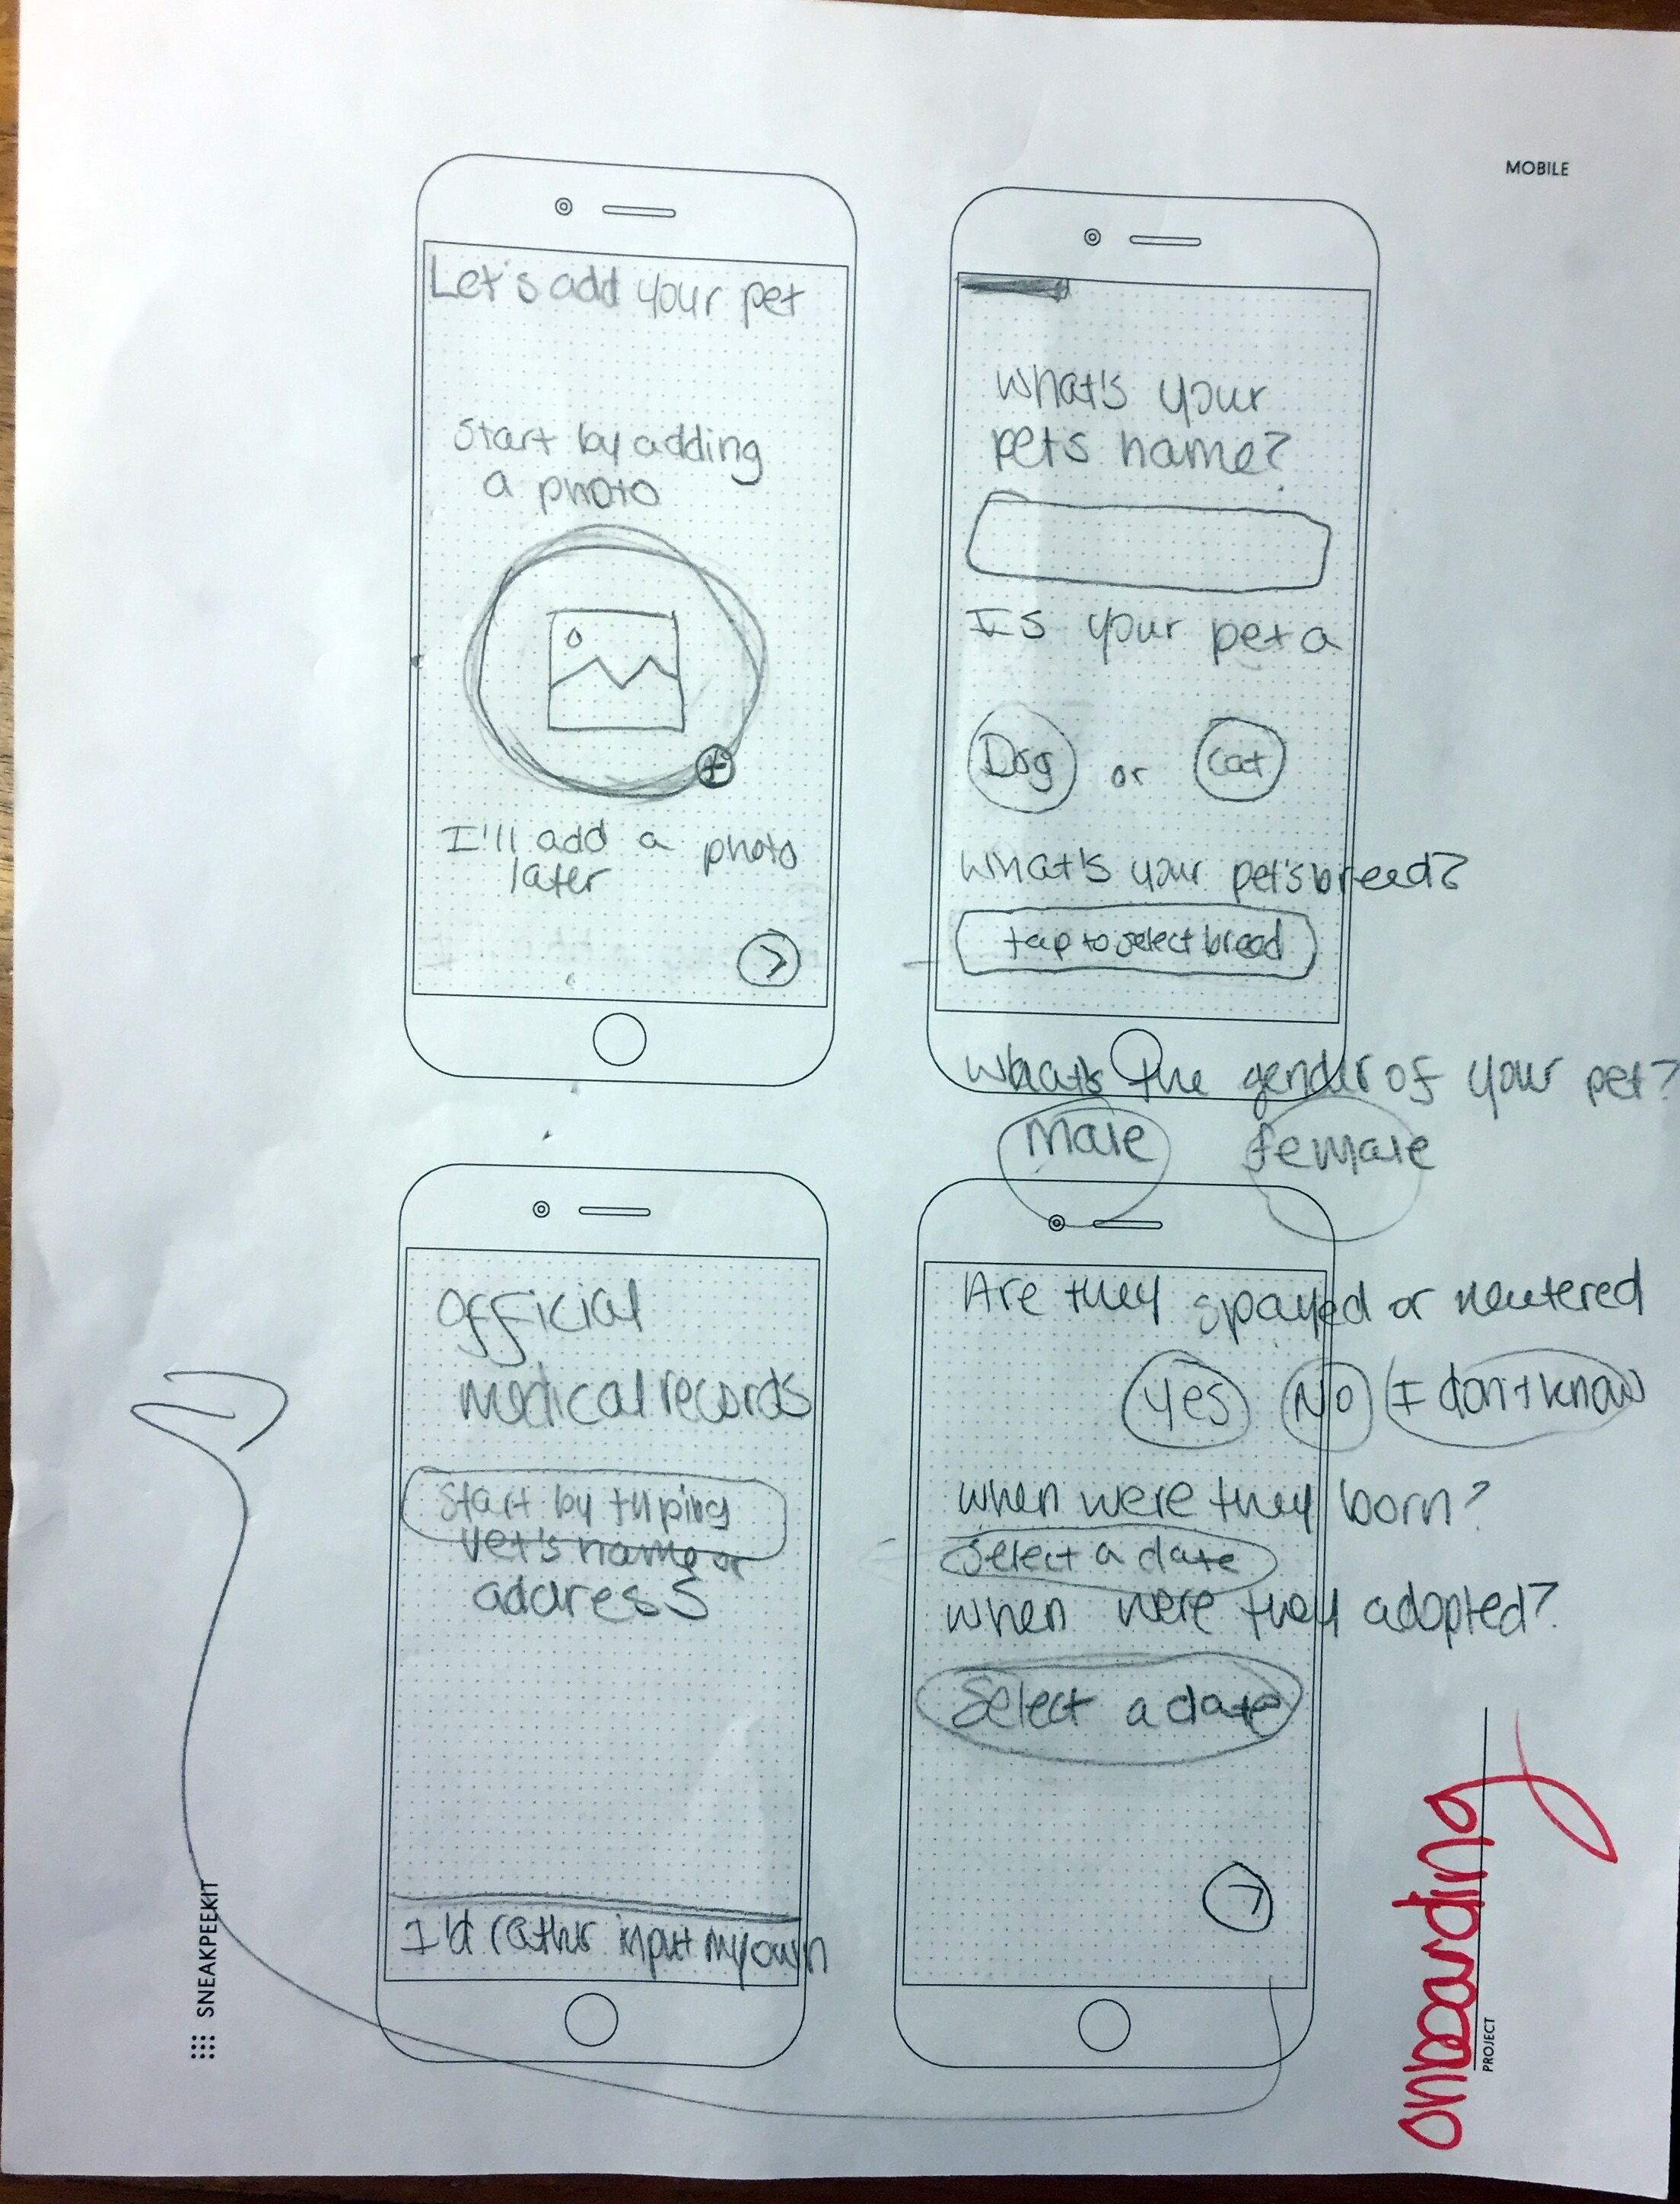 MOBILE
Let's add your pet
Start by adding
a photo
I'll add a photo
later
What's your
pets name?
Is your pet a
Dog or Cat
What's your pet's breed?
tap to select breed
What's the gender of your pet?
Male Female
Official
medical records
Start by typing
vet's name or
address
I'd rather input my own
Are they spayed or neutered
Yes No I don't know
When were they born?
Select a date
When were they adopted?
Select a date
SNEAKPEEKIT
onboarding
PROJECT